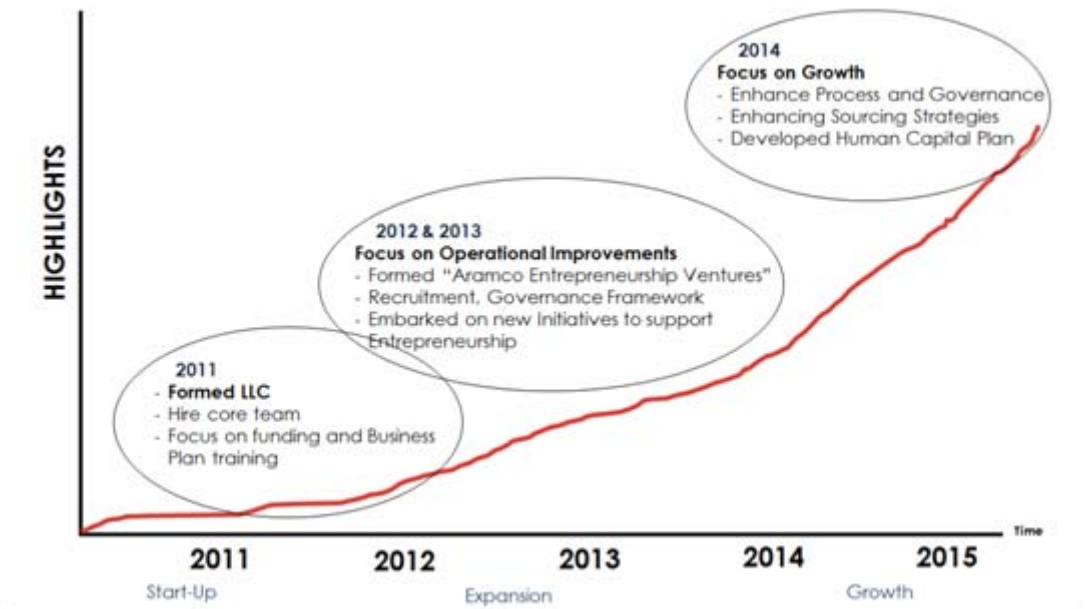 HIGHLIGHTS
2014
Focus on Growth
- Enhance Process and Governance
- Enhancing Sourcing Strategies
- Developed Human Capital Plan
2012 & 2013
Focus on Operational Improvements
- Formed “Aramco Entrepreneurship Ventures”
- Recruitment, Governance Framework
- Embarked on new Initiatives to support
Entrepreneurship
2011
- Formed LLC
- Hire core team
- Focus on funding and Business
Plan training
Time
2011 2012 2013 2014 2015
Start-Up Expansion Growth